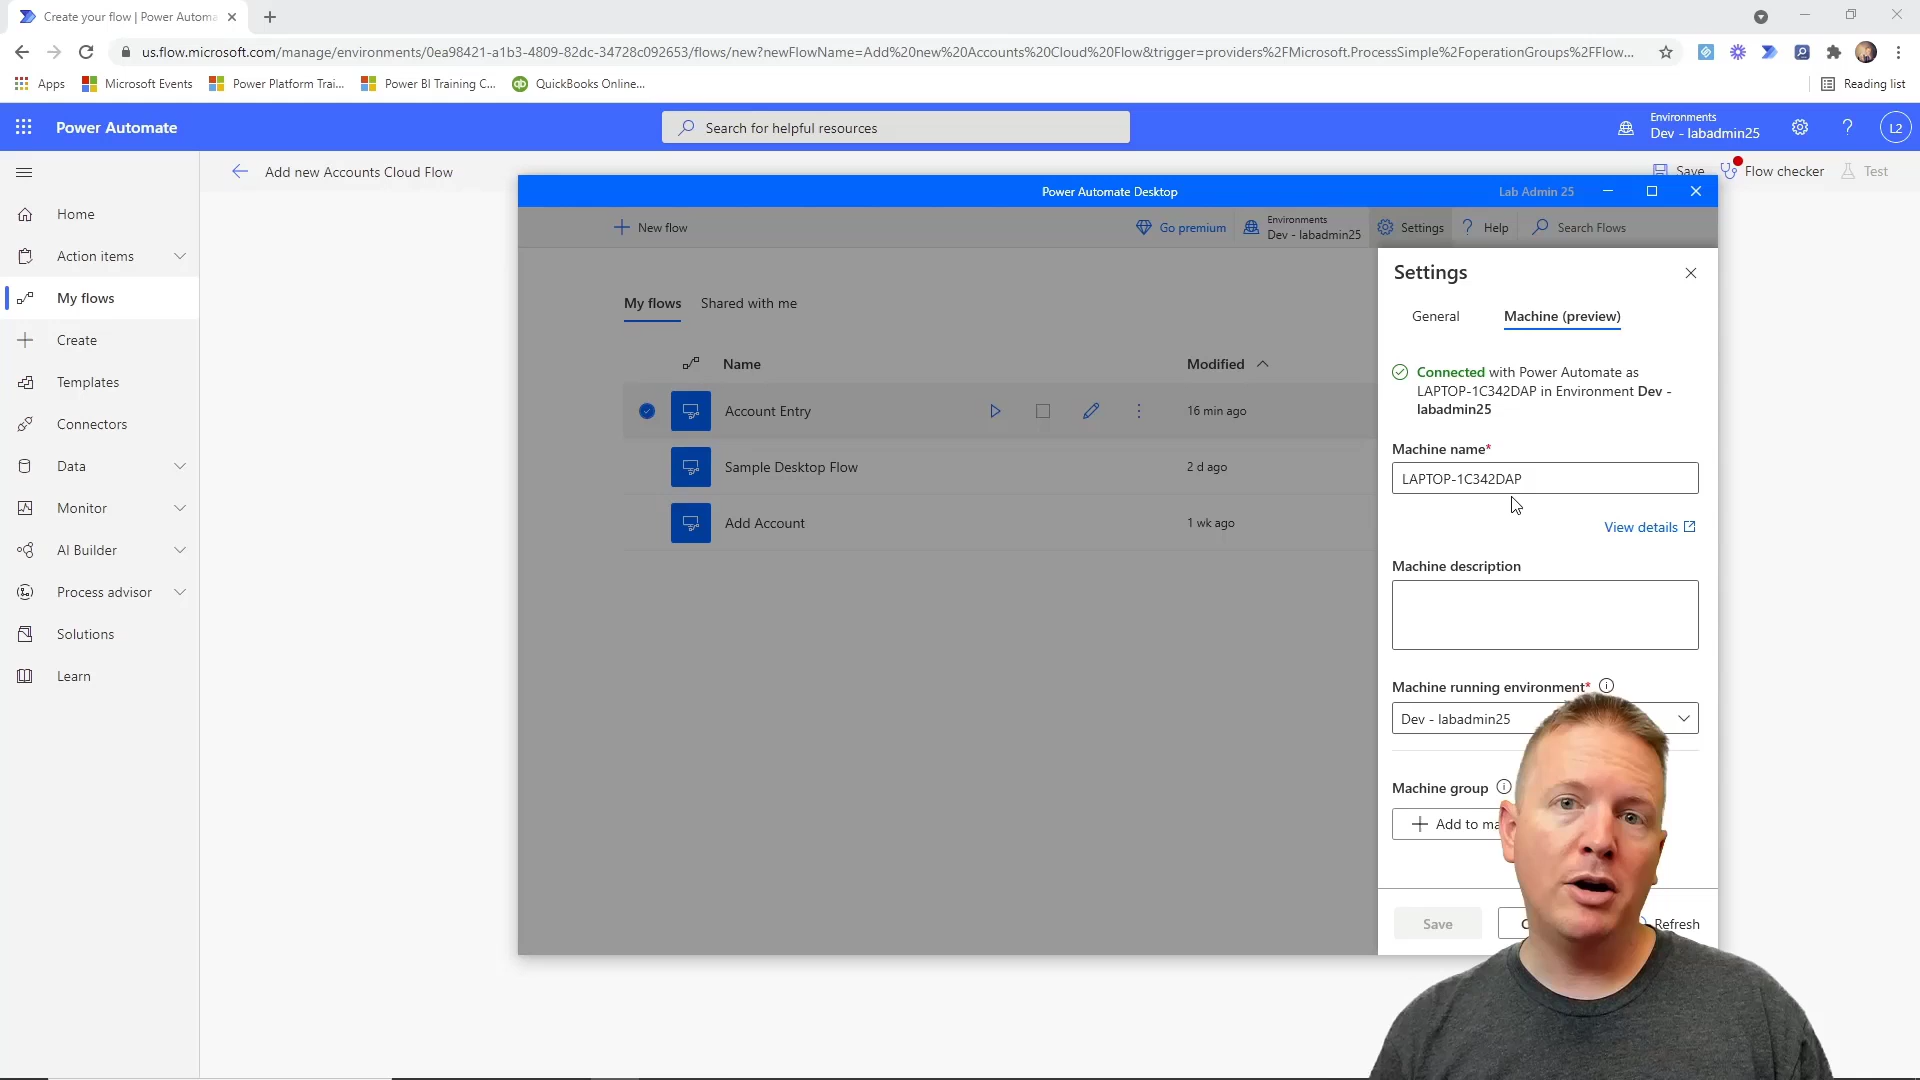 Create your flow | Power Automa
us.flow.microsoft.com/manage/environments/0ea98421-a1b3-4809-82dc-34728c092653/flows/new?newFlowName=Add%20new%20Accounts%20Cloud%20Flow&trigger=providers%2FMicrosoft.ProcessSimple%2FoperationGroups%2FFlow...
Apps
Microsoft Events
Power Platform Trai...
Power BI Training C...
QuickBooks Online...
Reading list
Power Automate
Search for helpful resources
Environments
Dev - labadmin25
L2
Add new Accounts Cloud Flow
Save
Flow checker
Test
Home
Action items
My flows
Create
Templates
Connectors
Data
Monitor
AI Builder
Process advisor
Solutions
Learn
Power Automate Desktop
Lab Admin 25
New flow
Go premium
Environments
Dev - labadmin25
Settings
Help
Search Flows
My flows
Shared with me
Name
Modified
Account Entry
16 min ago
Sample Desktop Flow
2 d ago
Add Account
1 wk ago
Settings
General
Machine (preview)
Connected with Power Automate as
LAPTOP-1C342DAP in Environment Dev -
labadmin25
Machine name*
LAPTOP-1C342DAP
View details
Machine description
Machine running environment*
Dev - labadmin25
Machine group
Add to ma
Save
Refresh